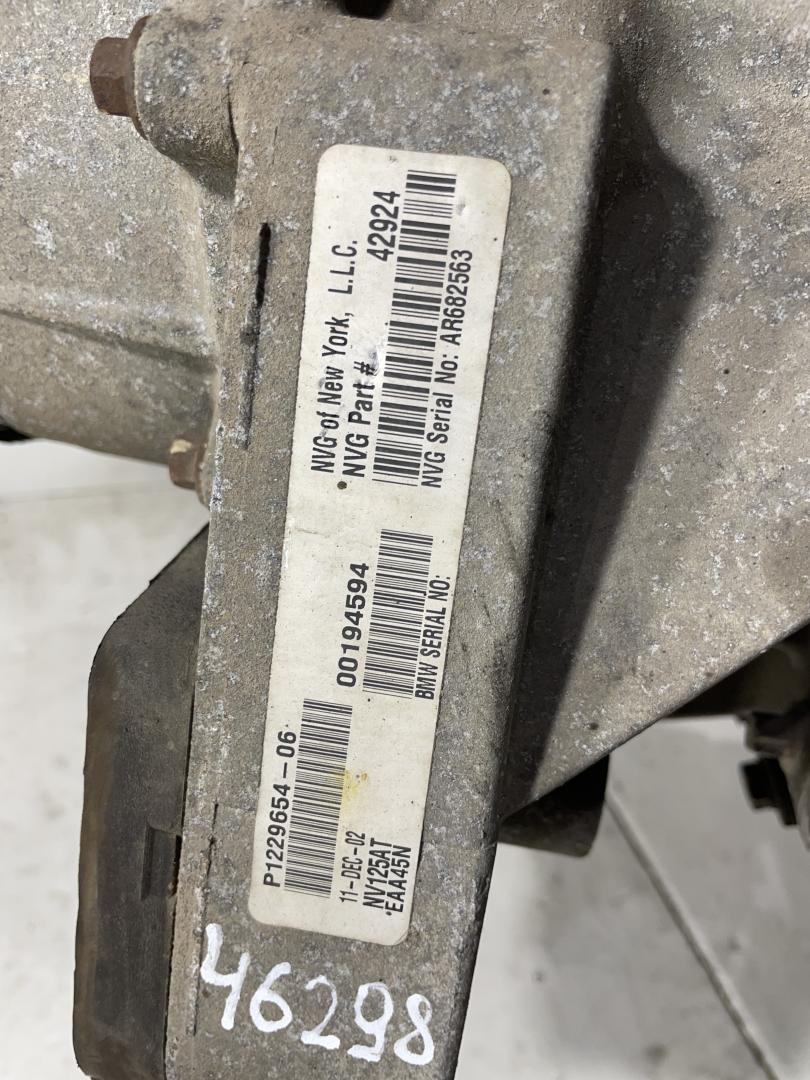 NVG of New York, L.L.C.
NVG Part # 42924
NVG Serial No: AR682563
00194594
BMW SERIAL NO:
P1229654-06
11-DEC-02
NV125AT
*EAA45N
46298